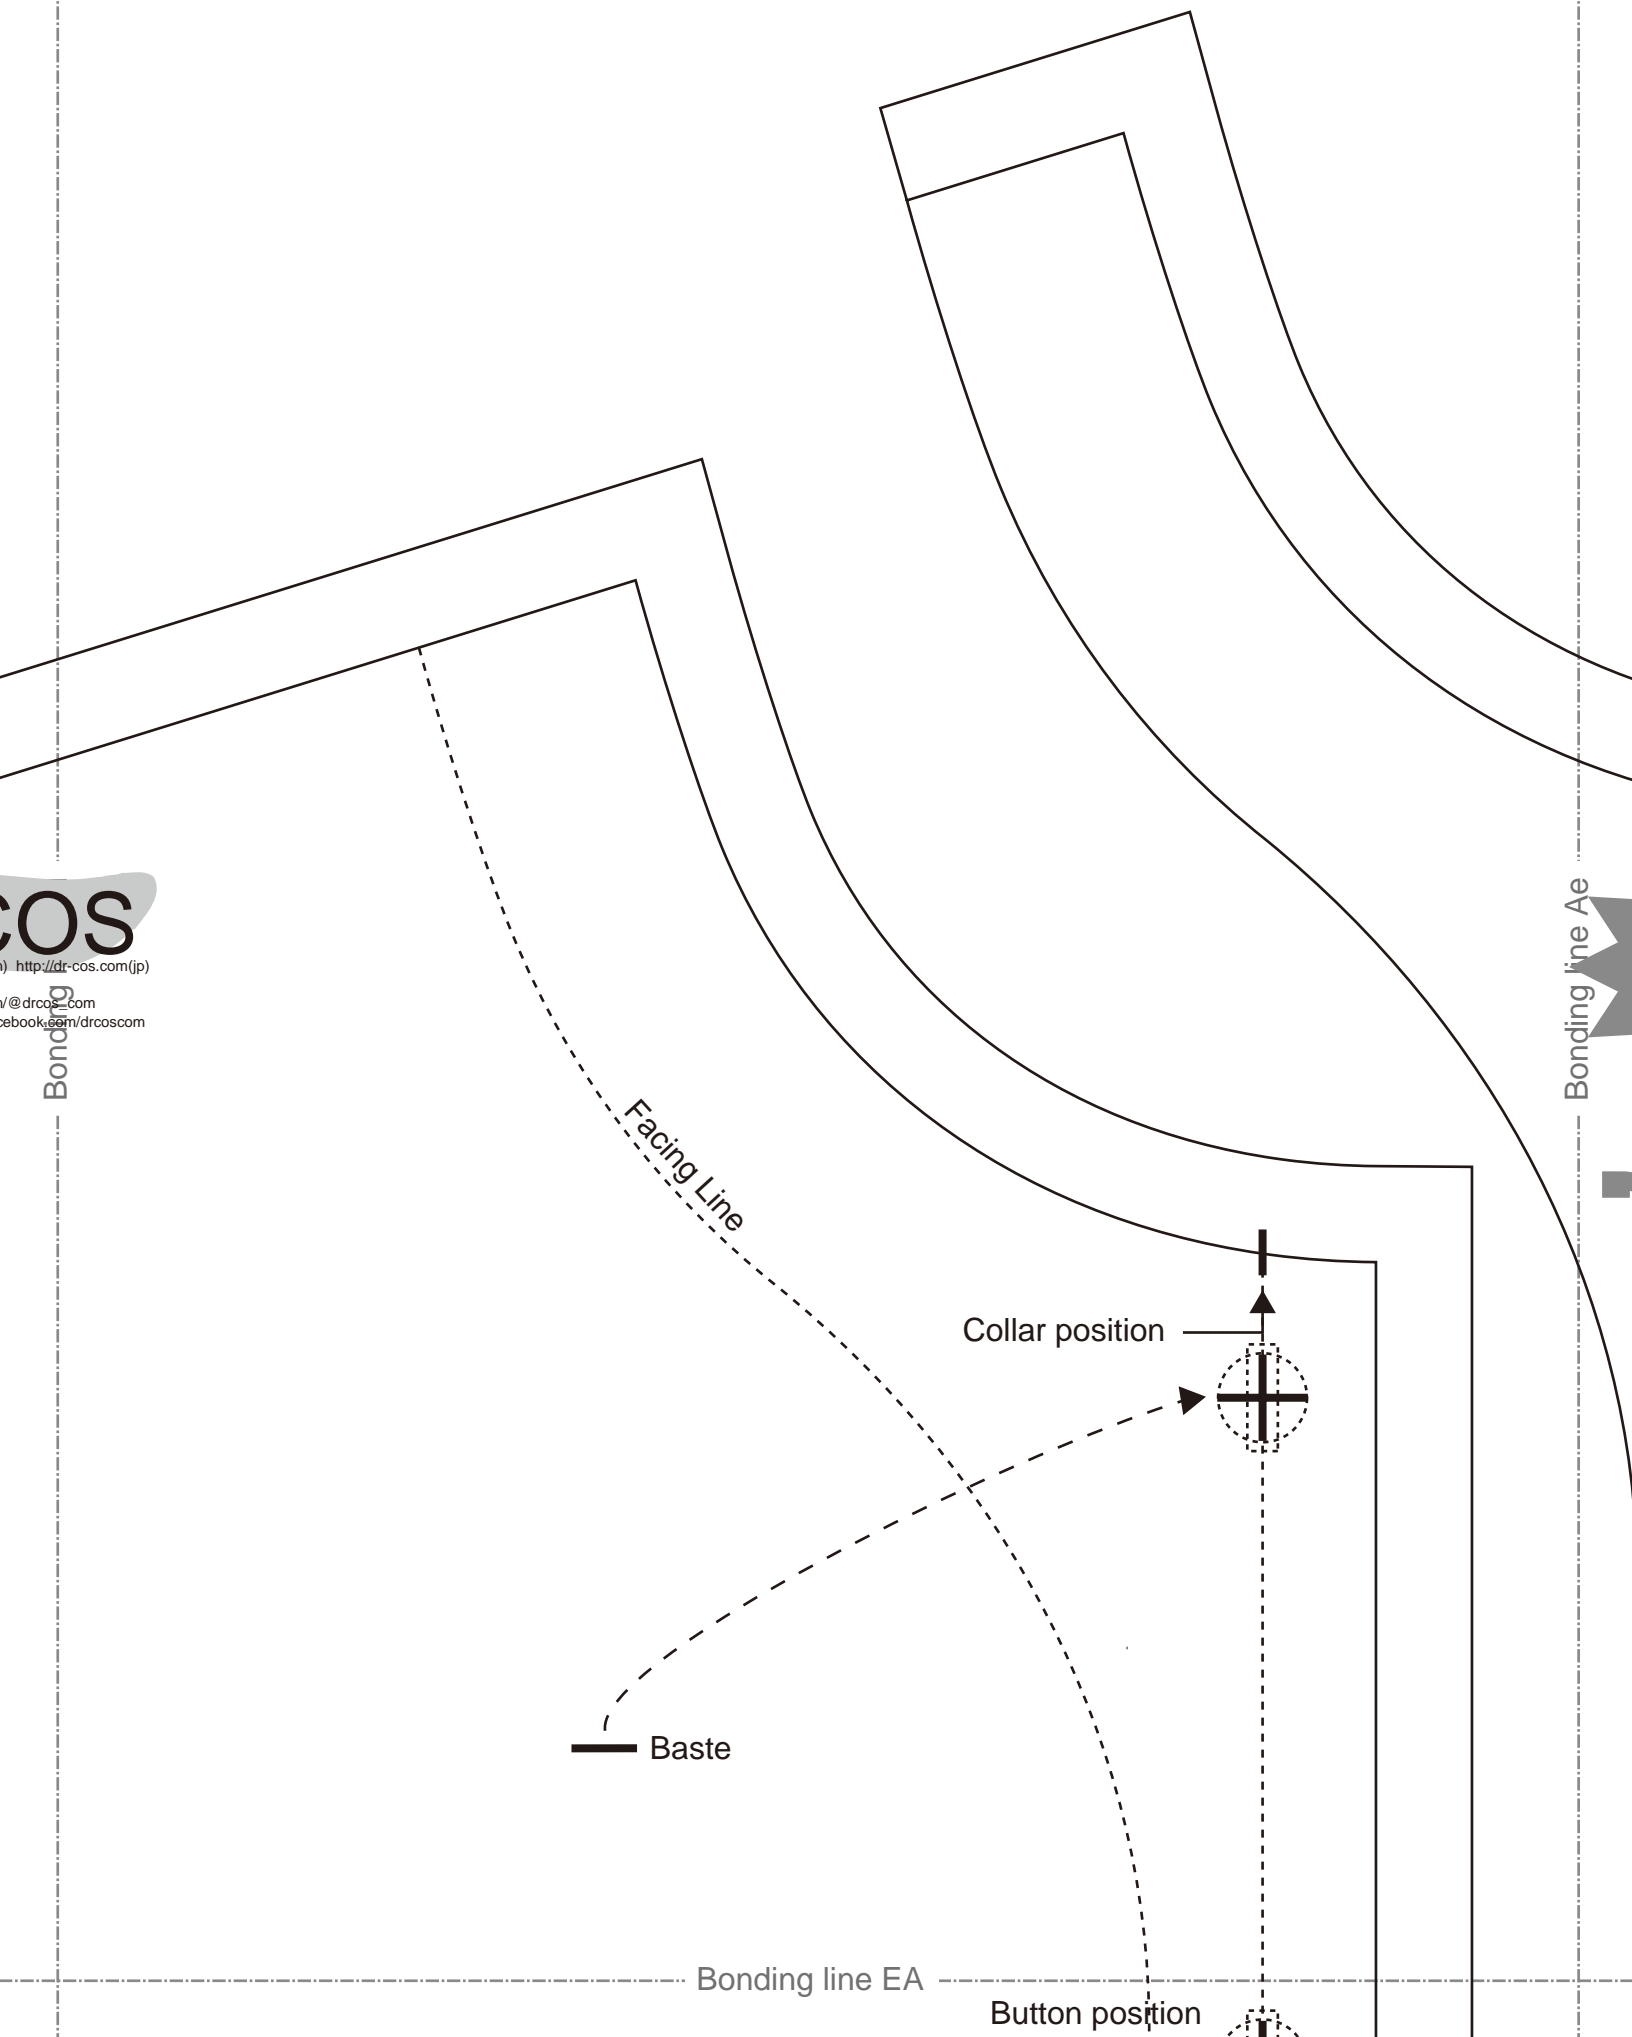 COS
http://dr-cos.com(jp)
/@drcos_com
cebook.com/drcoscom
Bonding l
Bonding line Ae
Facing Line
Collar position
Baste
Bonding line EA
Button position